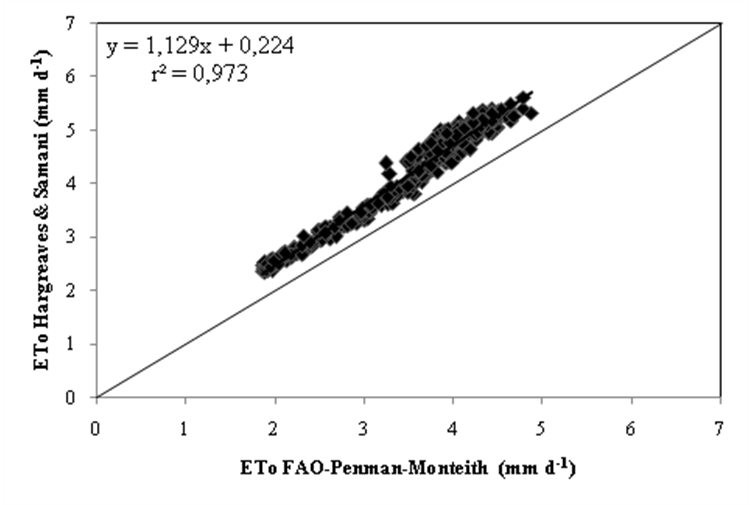 y = 1,129x + 0,224
r² = 0,973
ETo Hargreaves & Samani (mm d⁻¹)
7
6
5
4
3
2
1
0
0 1 2 3 4 5 6 7
ETo FAO-Penman-Monteith (mm d⁻¹)